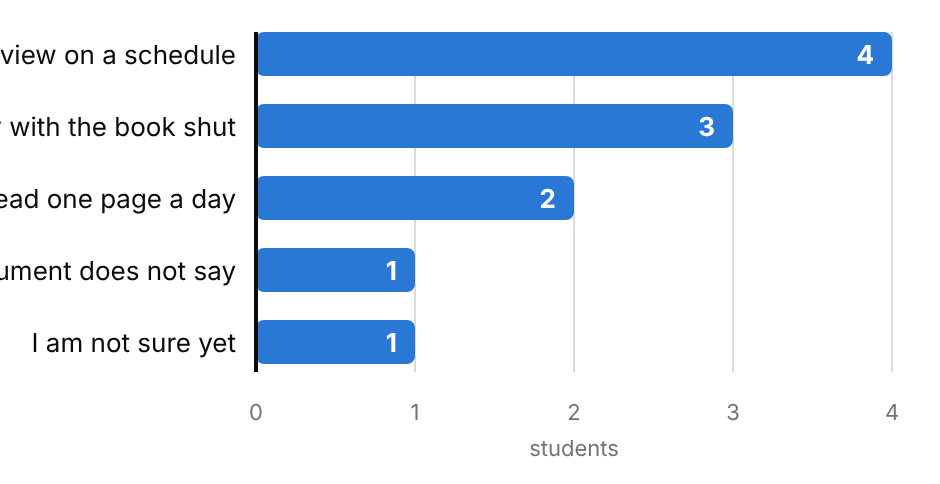 view on a schedule
4
with the book shut
3
ead one page a day
2
ument does not say
1
I am not sure yet
1
0 1 2 3 4
students